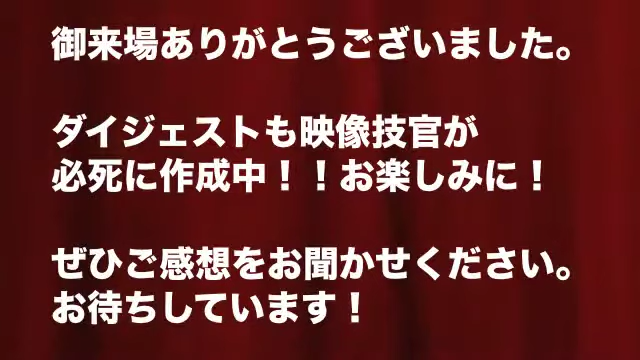 御来場ありがとうございました。
ダイジェストも映像技官が
必死に作成中！！お楽しみに！
ぜひご感想をお聞かせください。
お待ちしています！